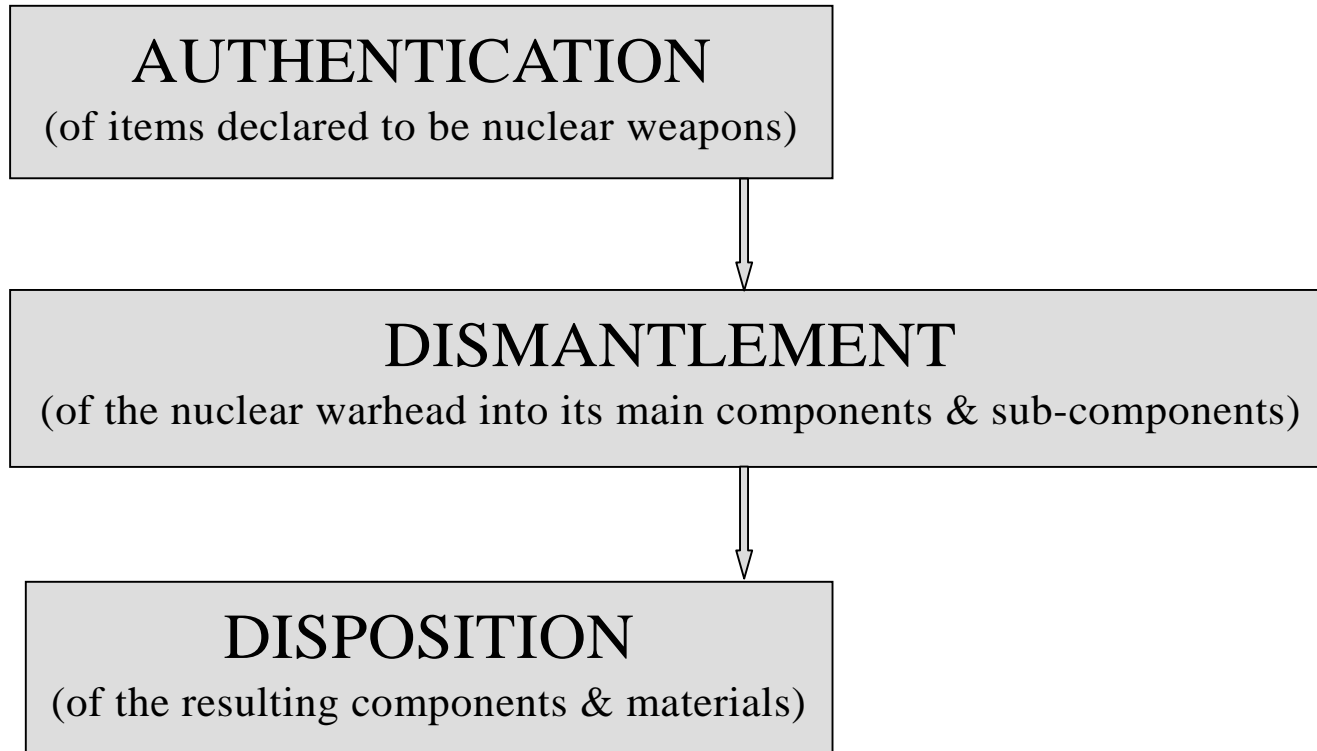 AUTHENTICATION
(of items declared to be nuclear weapons)
DISMANTLEMENT
(of the nuclear warhead into its main components & sub-components)
DISPOSITION
(of the resulting components & materials)